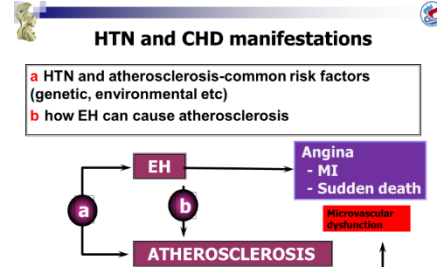 HTN and CHD manifestations
a HTN and atherosclerosis-common risk factors
(genetic, environmental etc)
b how EH can cause atherosclerosis
EH
Angina
- MI
- Sudden death
a
b
Microvascular
dysfunction
ATHEROSCLEROSIS